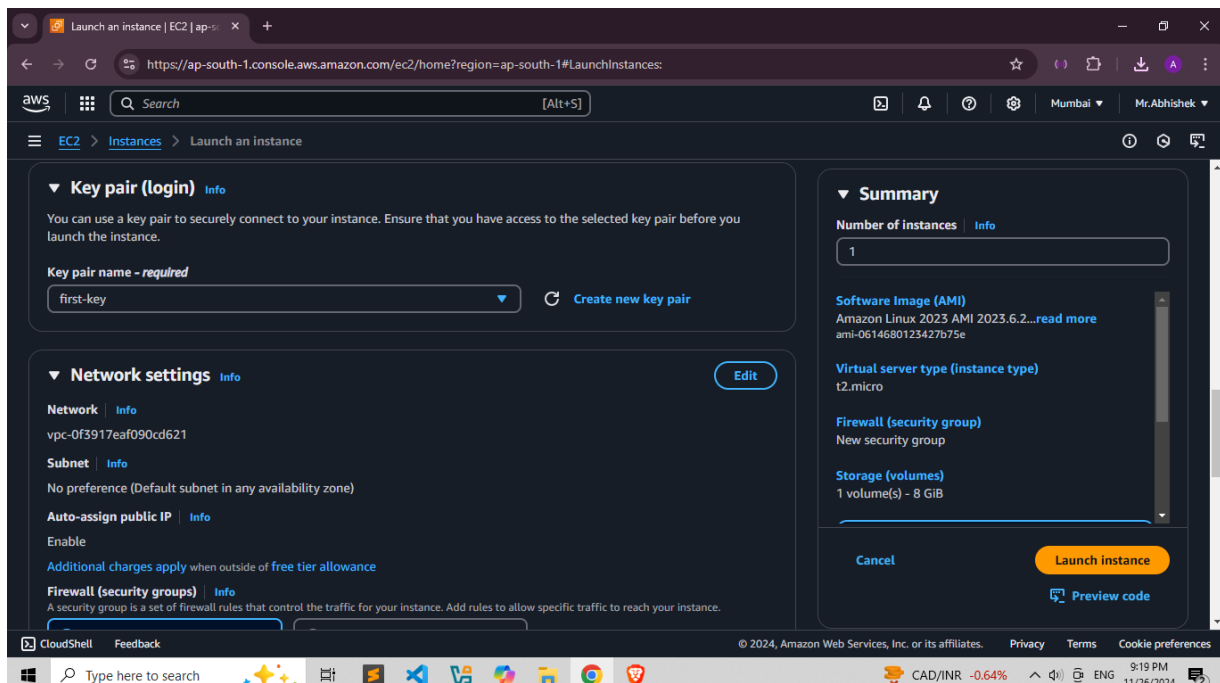 Launch an instance | EC2 | ap-s
https://ap-south-1.console.aws.amazon.com/ec2/home?region=ap-south-1#LaunchInstances:
A
aws
Search
[Alt+S]
Mumbai
Mr.Abhishek
EC2 > Instances > Launch an instance
Key pair (login) Info
You can use a key pair to securely connect to your instance. Ensure that you have access to the selected key pair before you
launch the instance.
Key pair name - required
first-key
Create new key pair
Network settings Info
Edit
Network Info
vpc-0f3917eaf090cd621
Subnet Info
No preference (Default subnet in any availability zone)
Auto-assign public IP Info
Enable
Additional charges apply when outside of free tier allowance
Firewall (security groups) Info
A security group is a set of firewall rules that control the traffic for your instance. Add rules to allow specific traffic to reach your instance.
Summary
Number of instances Info
1
Software Image (AMI)
Amazon Linux 2023 AMI 2023.6.2...read more
ami-0614680123427b75e
Virtual server type (instance type)
t2.micro
Firewall (security group)
New security group
Storage (volumes)
1 volume(s) - 8 GiB
Cancel
Launch instance
Preview code
CloudShell Feedback
© 2024, Amazon Web Services, Inc. or its affiliates. Privacy Terms Cookie preferences
Type here to search
CAD/INR -0.64%
ENG
9:19 PM
11/26/2024